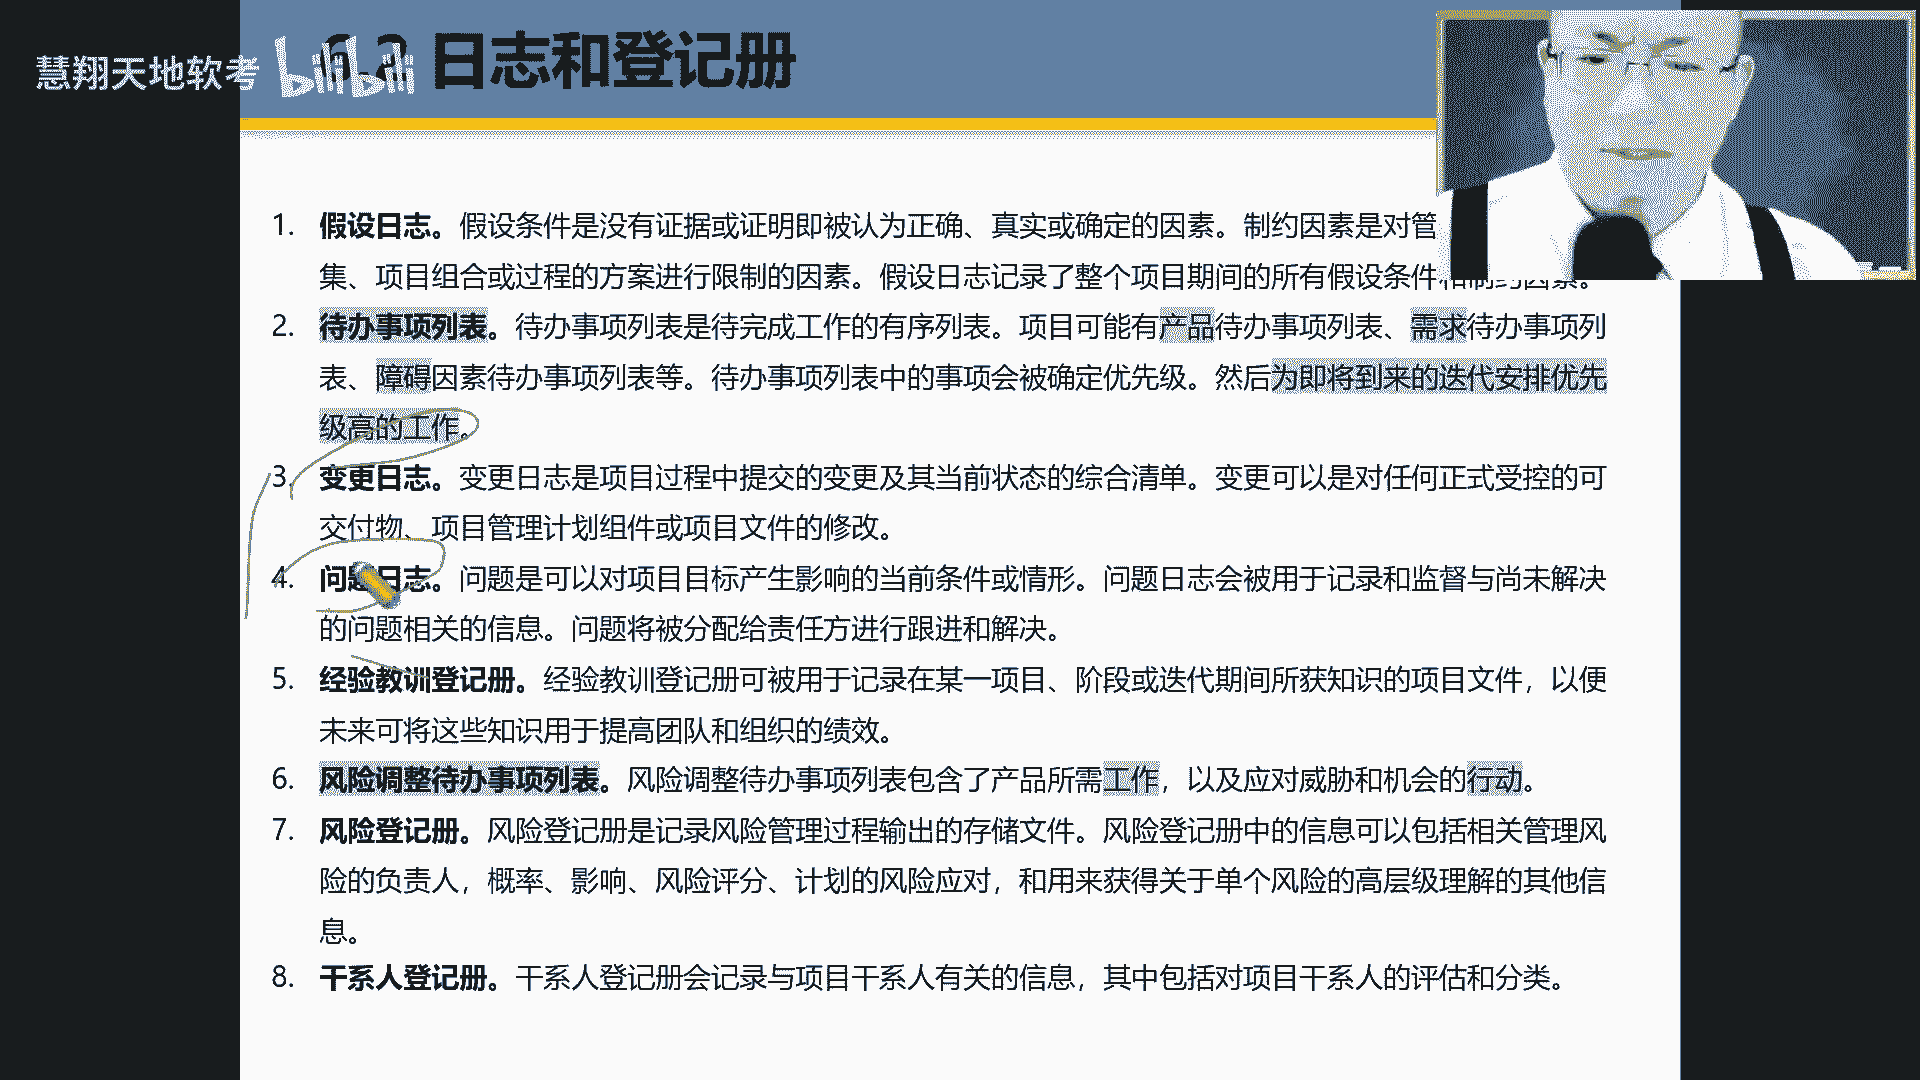 慧翔天地软考
bilibili
日志和登记册
1. 假设日志。假设条件是没有证据或证明即被认为正确、真实或确定的因素。制约因素是对管
集、项目组合或过程的方案进行限制的因素。假设日志记录了整个项目期间的所有假设条件和制约因素。
2. 待办事项列表。待办事项列表是待完成工作的有序列表。项目可能有产品待办事项列表、需求待办事项列
表、障碍因素待办事项列表等。待办事项列表中的事项会被确定优先级。然后为即将到来的迭代安排优先
级高的工作。
3. 变更日志。变更日志是项目过程中提交的变更及其当前状态的综合清单。变更可以是对任何正式受控的可
交付物、项目管理计划组件或项目文件的修改。
4. 问题日志。问题是可以对项目目标产生影响的当前条件或情形。问题日志会被用于记录和监督与尚未解决
的问题相关的信息。问题将被分配给责任方进行跟进和解决。
5. 经验教训登记册。经验教训登记册可被用于记录在某一项目、阶段或迭代期间所获知识的项目文件，以便
未来可将这些知识用于提高团队和组织的绩效。
6. 风险调整待办事项列表。风险调整待办事项列表包含了产品所需工作，以及应对威胁和机会的行动。
7. 风险登记册。风险登记册是记录风险管理过程输出的存储文件。风险登记册中的信息可以包括相关管理风
险的负责人，概率、影响、风险评分、计划的风险应对，和用来获得关于单个风险的高层级理解的其他信
息。
8. 干系人登记册。干系人登记册会记录与项目干系人有关的信息，其中包括对项目干系人的评估和分类。